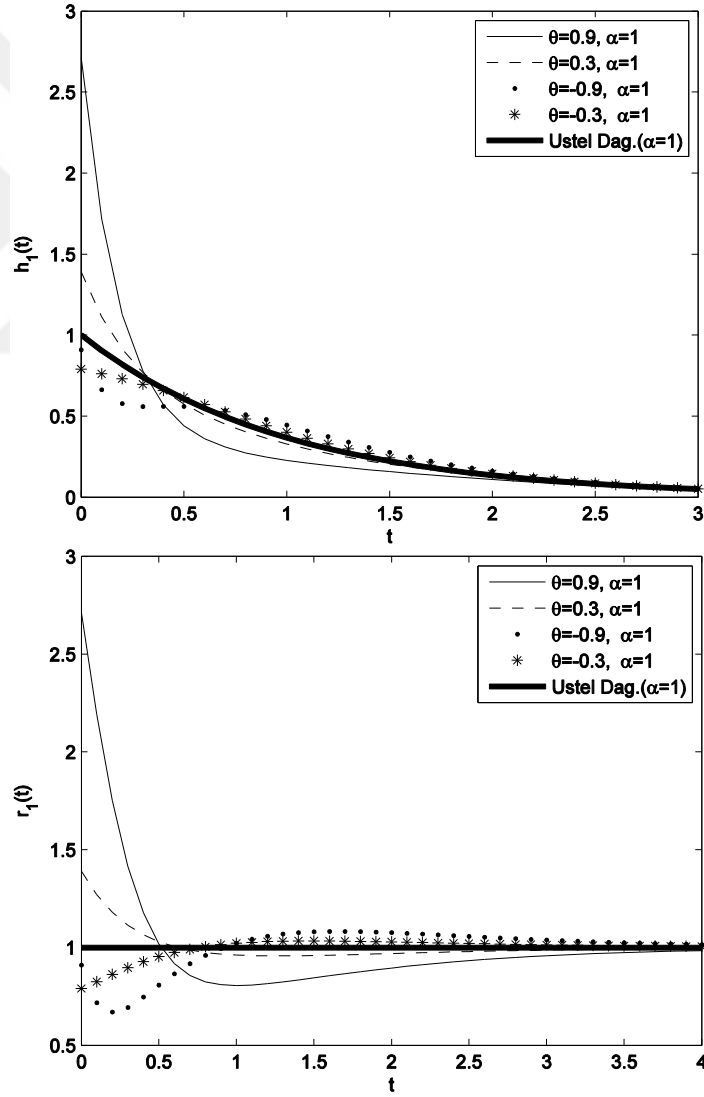 3
2.5
2
1.5
1
0.5
0
h₁(t)
θ=0.9, α=1
θ=0.3, α=1
θ=-0.9, α=1
θ=-0.3, α=1
Ustel Dag.(α=1)
0 0.5 1 1.5 2 2.5 3
t
3
2.5
2
1.5
1
0.5
r₁(t)
θ=0.9, α=1
θ=0.3, α=1
θ=-0.9, α=1
θ=-0.3, α=1
Ustel Dag.(α=1)
0 0.5 1 1.5 2 2.5 3 3.5 4
t